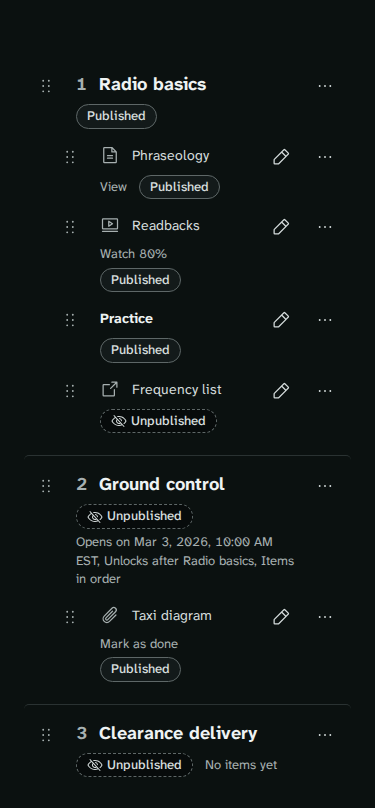 1 Radio basics
Published
Phraseology
View Published
Readbacks
Watch 80%
Published
Practice
Published
Frequency list
Unpublished
2 Ground control
Unpublished
Opens on Mar 3, 2026, 10:00 AM
EST, Unlocks after Radio basics, Items
in order
Taxi diagram
Mark as done
Published
3 Clearance delivery
Unpublished No items yet